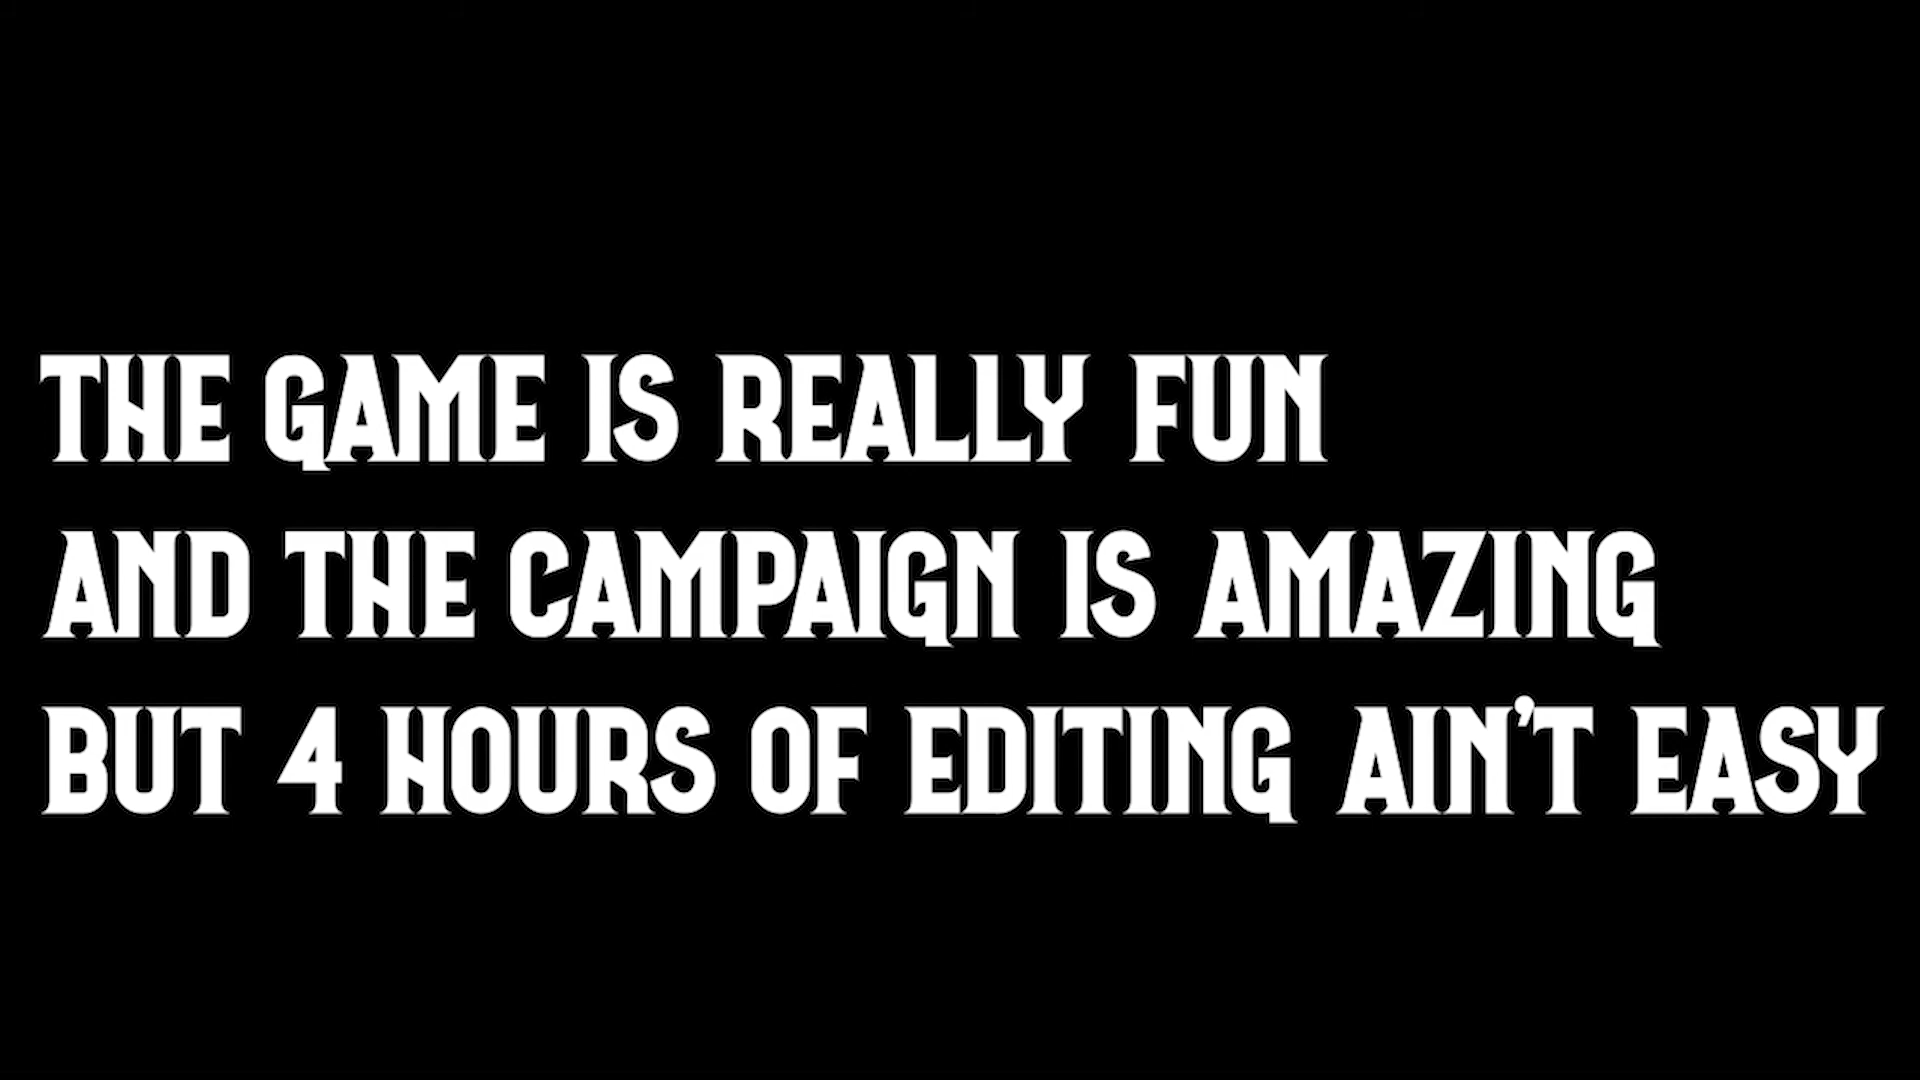 THE GAME IS REALLY FUN
AND THE CAMPAIGN IS AMAZING
BUT 4 HOURS OF EDITING AIN'T EASY